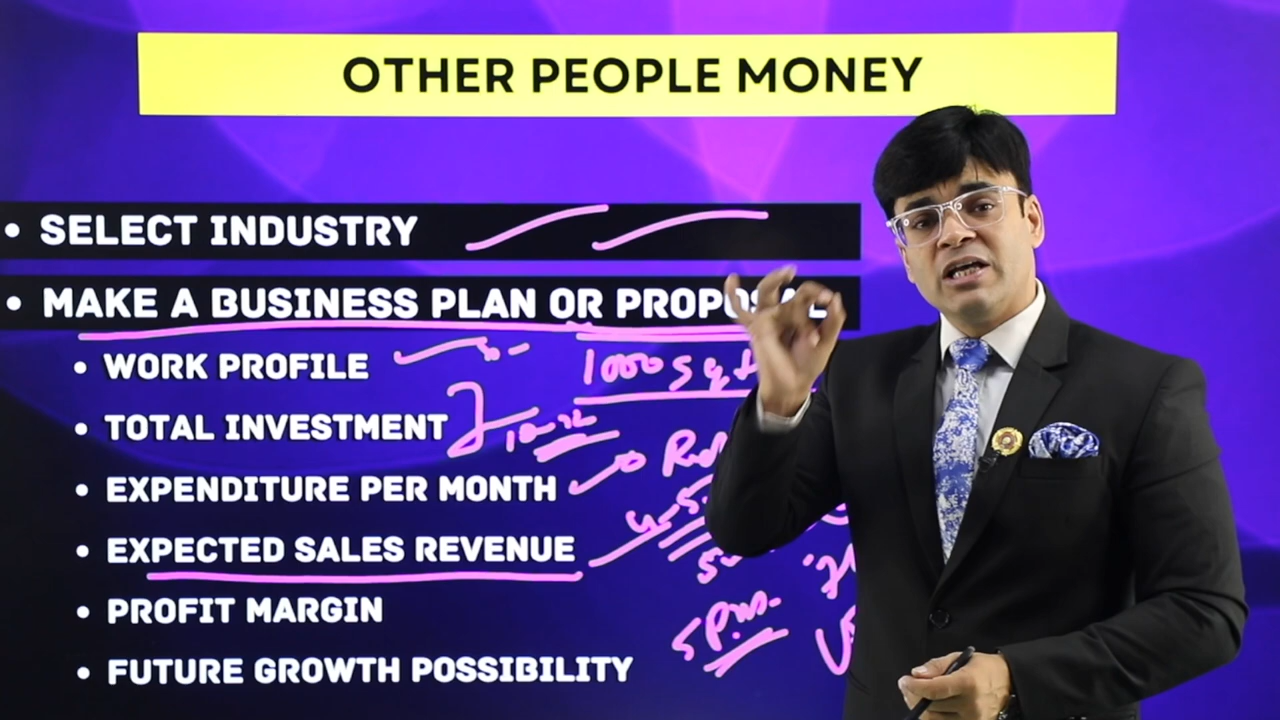 OTHER PEOPLE MONEY
• SELECT INDUSTRY
• MAKE A BUSINESS PLAN OR PROPOSAL
• WORK PROFILE
1000 sq
• TOTAL INVESTMENT
• EXPENDITURE PER MONTH
• EXPECTED SALES REVENUE
• PROFIT MARGIN
• FUTURE GROWTH POSSIBILITY